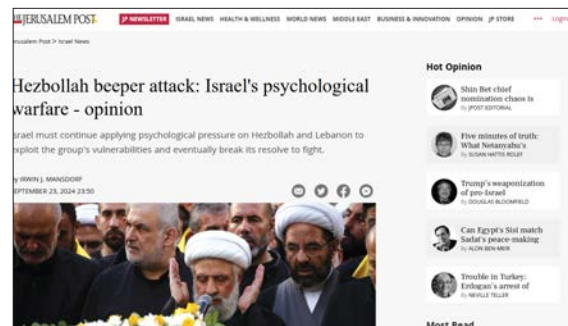 JERUSALEM POST
JP NEWSLETTER ISRAEL NEWS HEALTH & WELLNESS WORLD NEWS MIDDLE EAST BUSINESS & INNOVATION OPINION JP STORE ••• Login
rusalem Post > Israel News
Hezbollah beeper attack: Israel's psychological
warfare - opinion
srael must continue applying psychological pressure on Hezbollah and Lebanon to
exploit the group's vulnerabilities and eventually break its resolve to fight.
y IRWIN J. MANSDORF
EPTEMBER 23, 2024 23:50
Hot Opinion
Shin Bet chief
nomination chaos is
By JPOST EDITORIAL
Five minutes of truth:
What Netanyahu's
By SUSAN HATTIS ROLEF
Trump's weaponization
of pro-Israel
By DOUGLAS BLOOMFIELD
Can Egypt's Sisi match
Sadat's peace-making
By ALON BEN-MEIR
Trouble in Turkey:
Erdogan's arrest of
By NEVILLE TELLER
Most Read